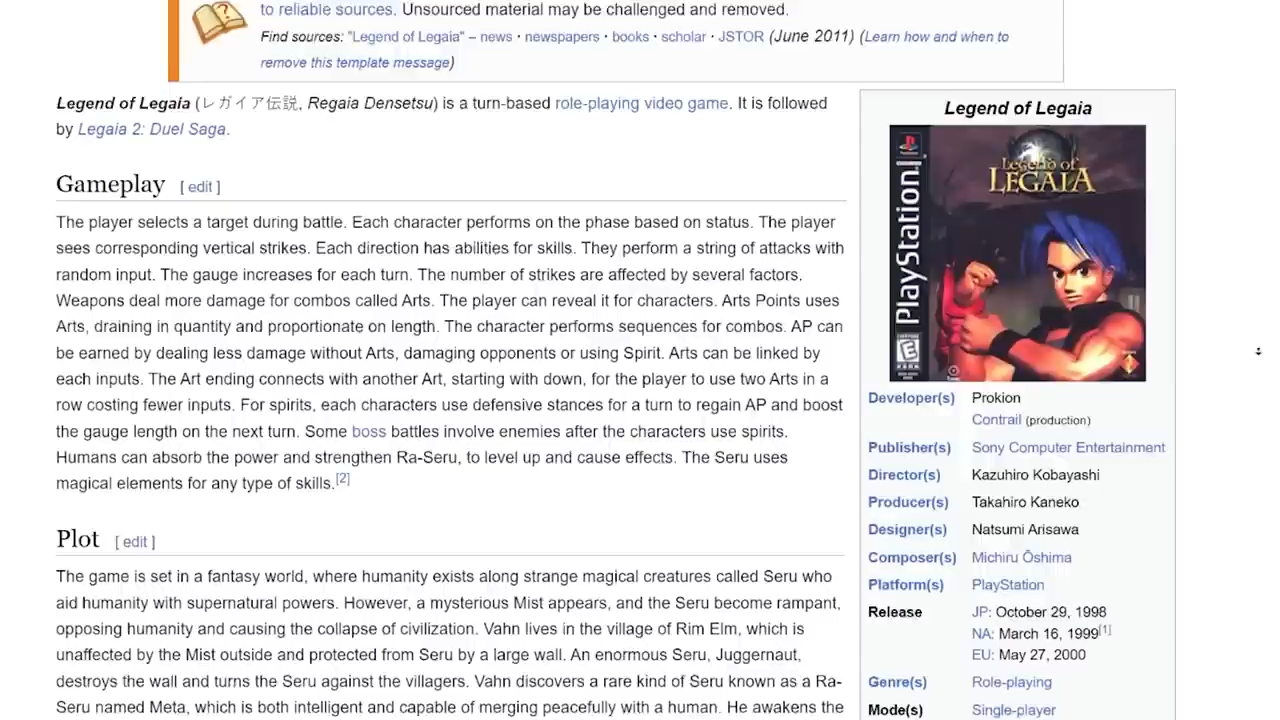 to reliable sources. Unsourced material may be challenged and removed.
Find sources: "Legend of Legaia" – news · newspapers · books · scholar · JSTOR (June 2011) (Learn how and when to
remove this template message)
Legend of Legaia (レガイア伝説, Regaia Densetsu) is a turn-based role-playing video game. It is followed
by Legaia 2: Duel Saga.
Gameplay [ edit ]
The player selects a target during battle. Each character performs on the phase based on status. The player
sees corresponding vertical strikes. Each direction has abilities for skills. They perform a string of attacks with
random input. The gauge increases for each turn. The number of strikes are affected by several factors.
Weapons deal more damage for combos called Arts. The player can reveal it for characters. Arts Points uses
Arts, draining in quantity and proportionate on length. The character performs sequences for combos. AP can
be earned by dealing less damage without Arts, damaging opponents or using Spirit. Arts can be linked by
each inputs. The Art ending connects with another Art, starting with down, for the player to use two Arts in a
row costing fewer inputs. For spirits, each characters use defensive stances for a turn to regain AP and boost
the gauge length on the next turn. Some boss battles involve enemies after the characters use spirits.
Humans can absorb the power and strengthen Ra-Seru, to level up and cause effects. The Seru uses
magical elements for any type of skills.[2]
Plot [ edit ]
The game is set in a fantasy world, where humanity exists along strange magical creatures called Seru who
aid humanity with supernatural powers. However, a mysterious Mist appears, and the Seru become rampant,
opposing humanity and causing the collapse of civilization. Vahn lives in the village of Rim Elm, which is
unaffected by the Mist outside and protected from Seru by a large wall. An enormous Seru, Juggernaut,
destroys the wall and turns the Seru against the villagers. Vahn discovers a rare kind of Seru known as a Ra-
Seru named Meta, which is both intelligent and capable of merging peacefully with a human. He awakens the
Legend of Legaia
PlayStation
Legend of
LEGAIA
E
Developer(s) Prokion
Contrail (production)
Publisher(s) Sony Computer Entertainment
Director(s) Kazuhiro Kobayashi
Producer(s) Takahiro Kaneko
Designer(s) Natsumi Arisawa
Composer(s) Michiru Ōshima
Platform(s) PlayStation
Release JP: October 29, 1998
NA: March 16, 1999[1]
EU: May 27, 2000
Genre(s) Role-playing
Mode(s) Single-player